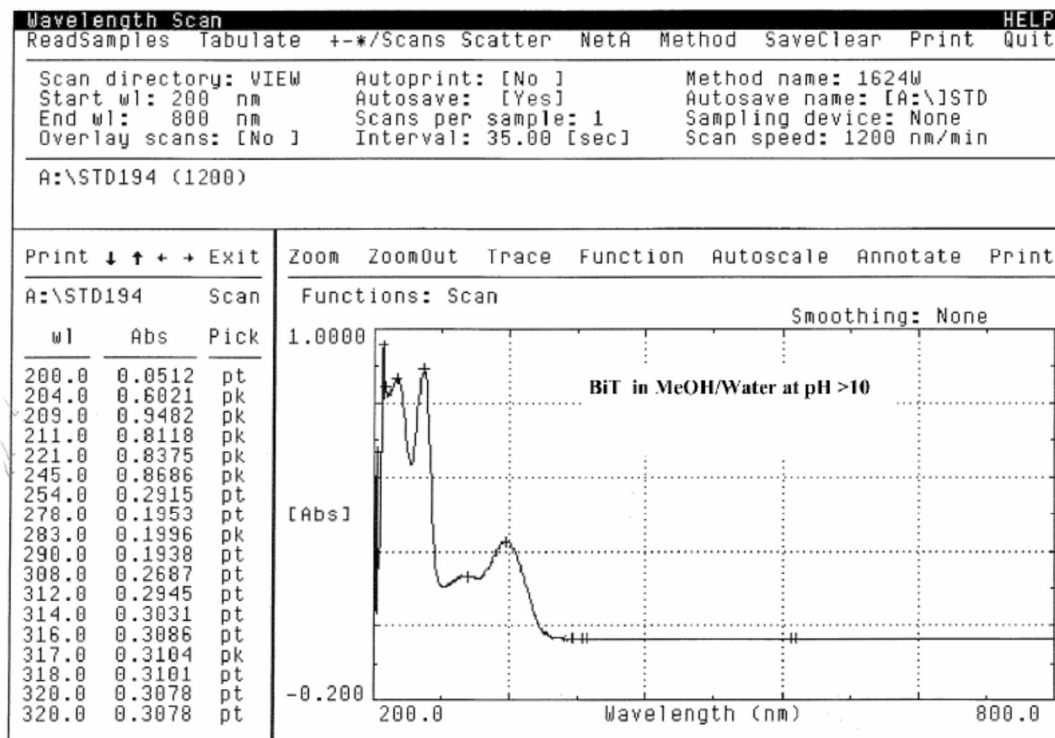 Wavelength Scan HELP
ReadSamples Tabulate +-*/Scans Scatter NetA Method SaveClear Print Quit
Scan directory: VIEW Autoprint: [No ] Method name: 1624W
Start wl: 200 nm Autosave: [Yes] Autosave name: [A:\]STD
End wl: 800 nm Scans per sample: 1 Sampling device: None
Overlay scans: [No ] Interval: 35.00 [sec] Scan speed: 1200 nm/min
A:\STD194 (1200)
Print ↓ ↑ ← → Exit
A:\STD194 Scan
wl Abs Pick
200.0 0.0512 pt
204.0 0.6021 pk
209.0 0.9482 pk
211.0 0.8118 pk
221.0 0.8375 pk
245.0 0.8686 pk
254.0 0.2915 pt
278.0 0.1953 pt
283.0 0.1996 pk
290.0 0.1938 pt
308.0 0.2687 pt
312.0 0.2945 pt
314.0 0.3031 pt
316.0 0.3086 pt
317.0 0.3104 pk
318.0 0.3101 pt
320.0 0.3078 pt
320.0 0.3078 pt
Zoom ZoomOut Trace Function Autoscale Annotate Print
Functions: Scan
Smoothing: None
1.0000
BiT in MeOH/Water at pH >10
[Abs]
-0.200
200.0 Wavelength (nm) 800.0